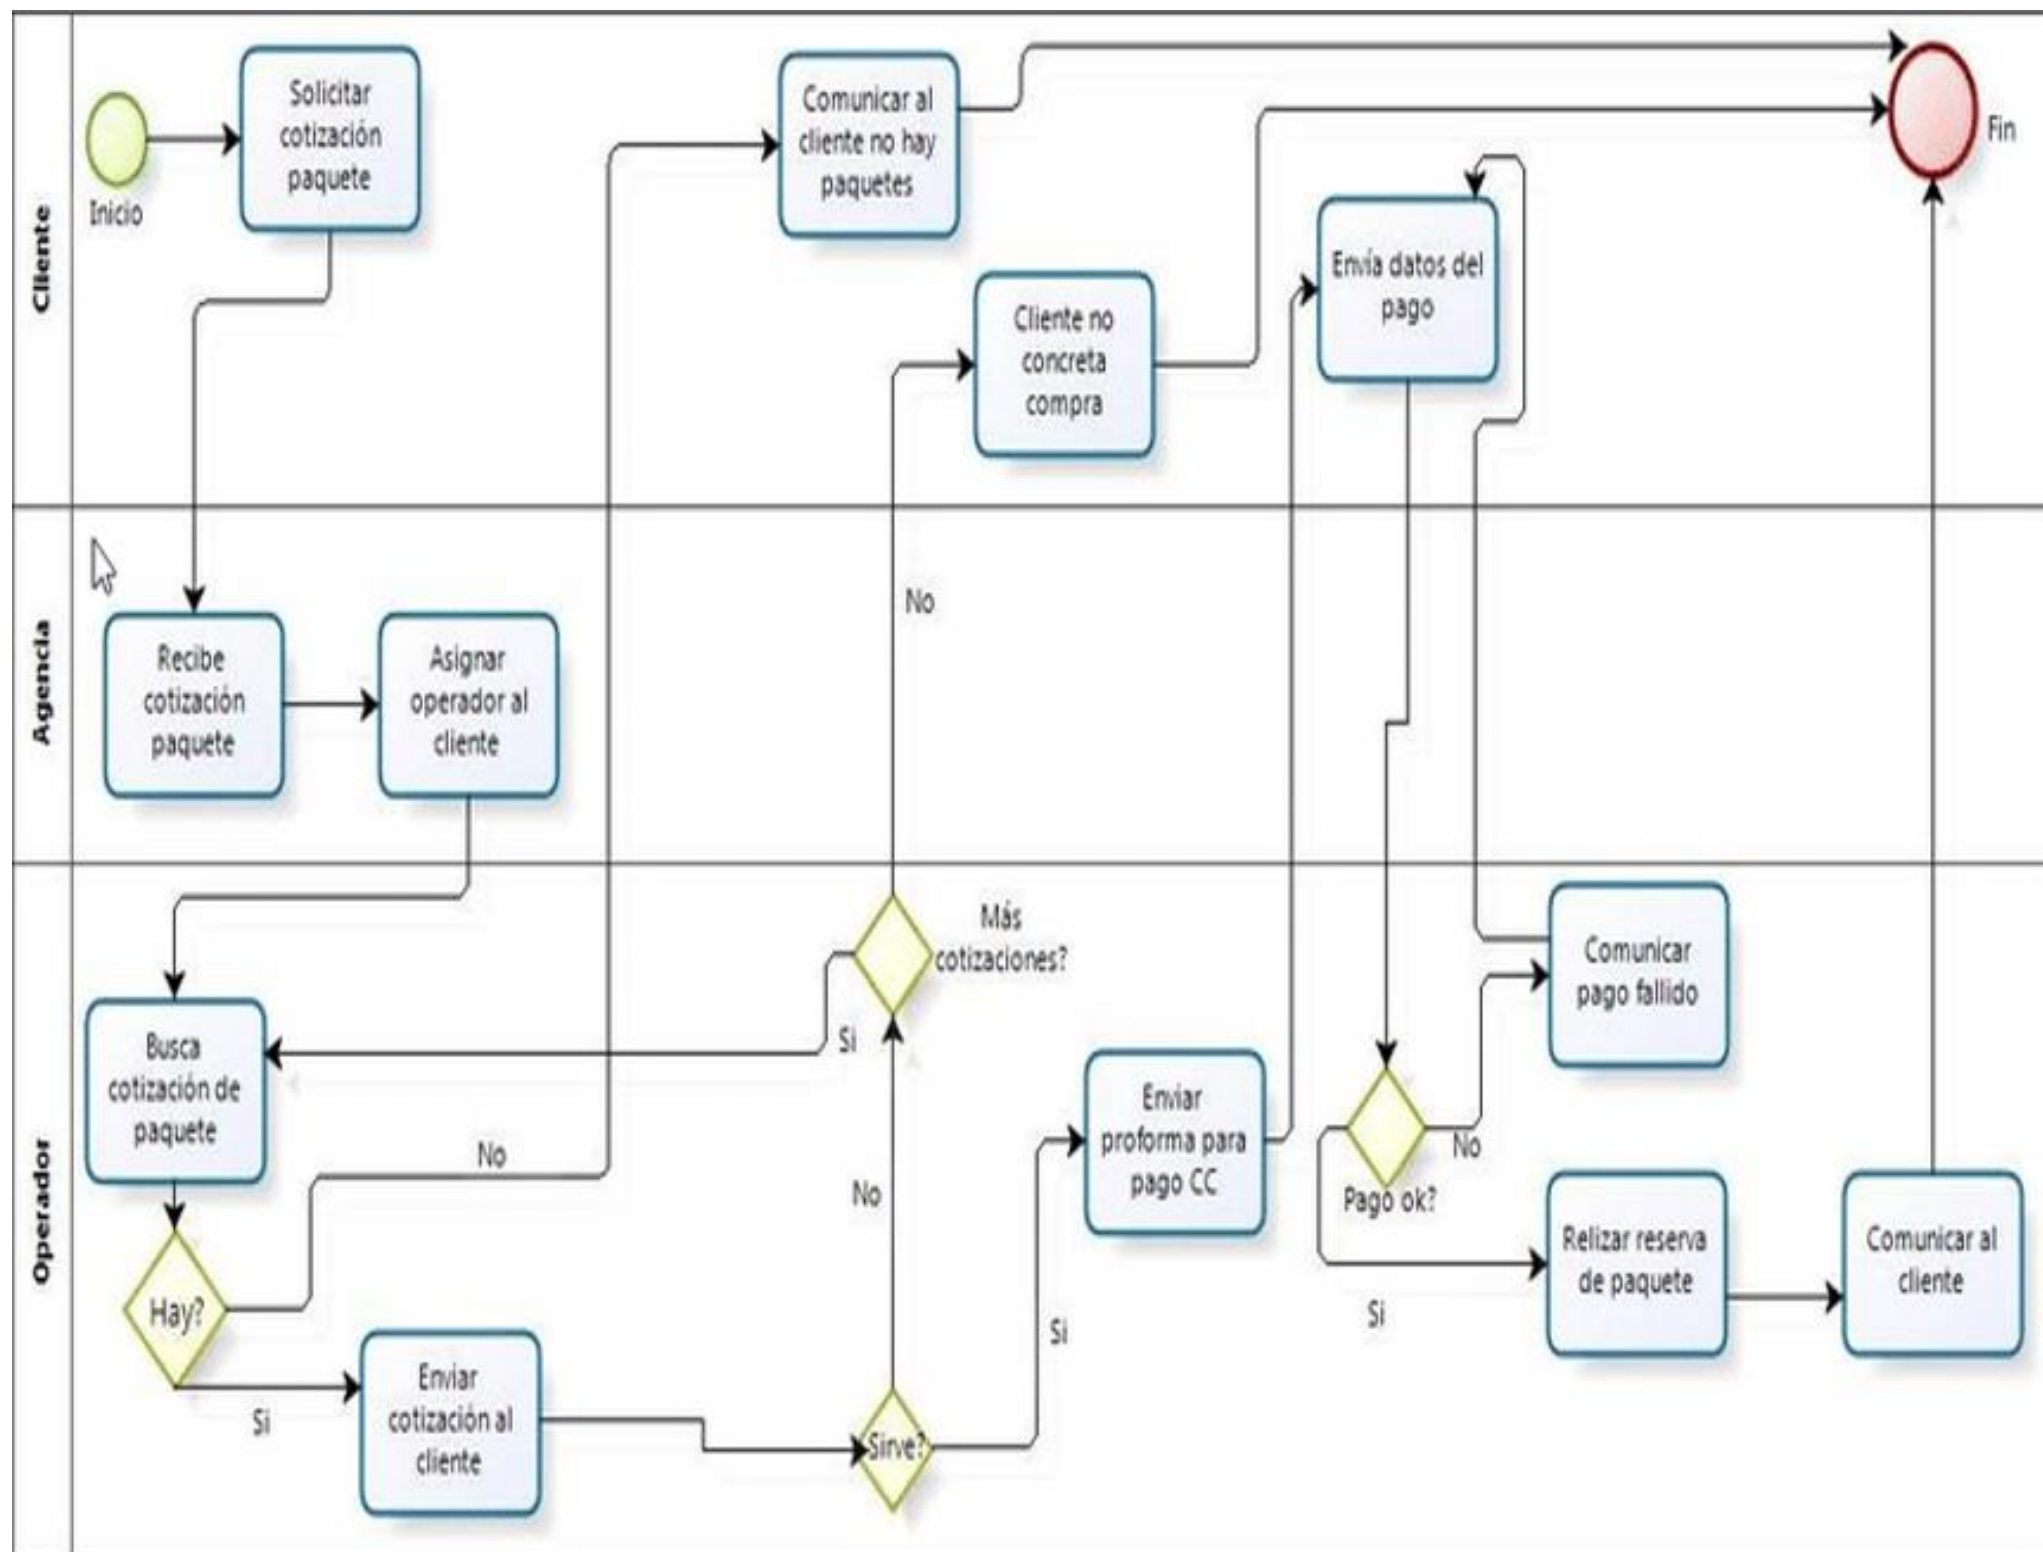 Cliente
Inicio
Solicitar
cotización
paquete
Comunicar al
cliente no hay
paquetes
Cliente no
concreta
compra
Envía datos del
pago
Fin
Agencia
Recibe
cotización
paquete
Asignar
operador al
cliente
No
Operador
Busca
cotización de
paquete
Hay?
No
Si
Enviar
cotización al
cliente
Sirve?
No
Si
Más
cotizaciones?
Si
Enviar
proforma para
pago CC
Pago ok?
No
Si
Comunicar
pago fallido
Relizar reserva
de paquete
Comunicar al
cliente